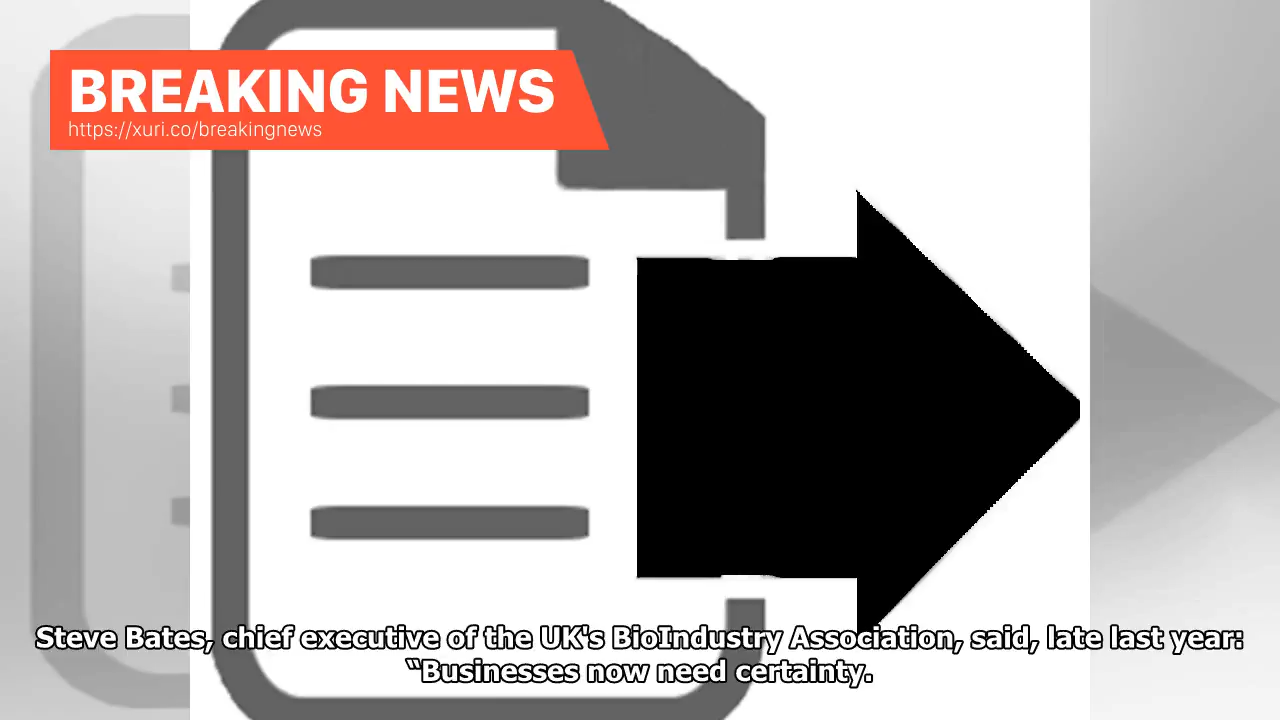 BREAKING NEWS
https://xuri.co/breakingnews
Steve Bates, chief executive of the UK's BioIndustry Association, said, late last year:
“Businesses now need certainty.